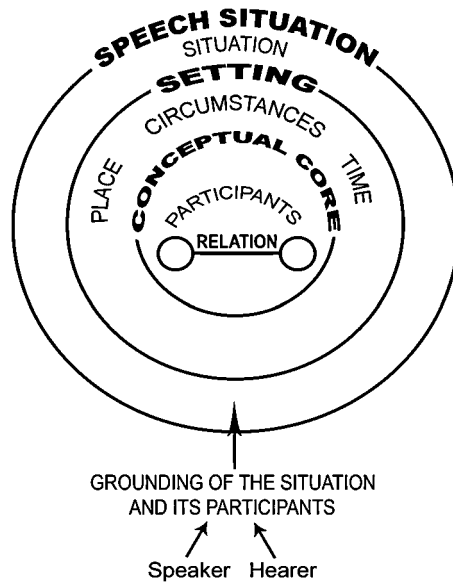 SPEECH SITUATION
SITUATION
SETTING
CIRCUMSTANCES
PLACE
TIME
CONCEPTUAL CORE
PARTICIPANTS
RELATION
GROUNDING OF THE SITUATION
AND ITS PARTICIPANTS
Speaker Hearer